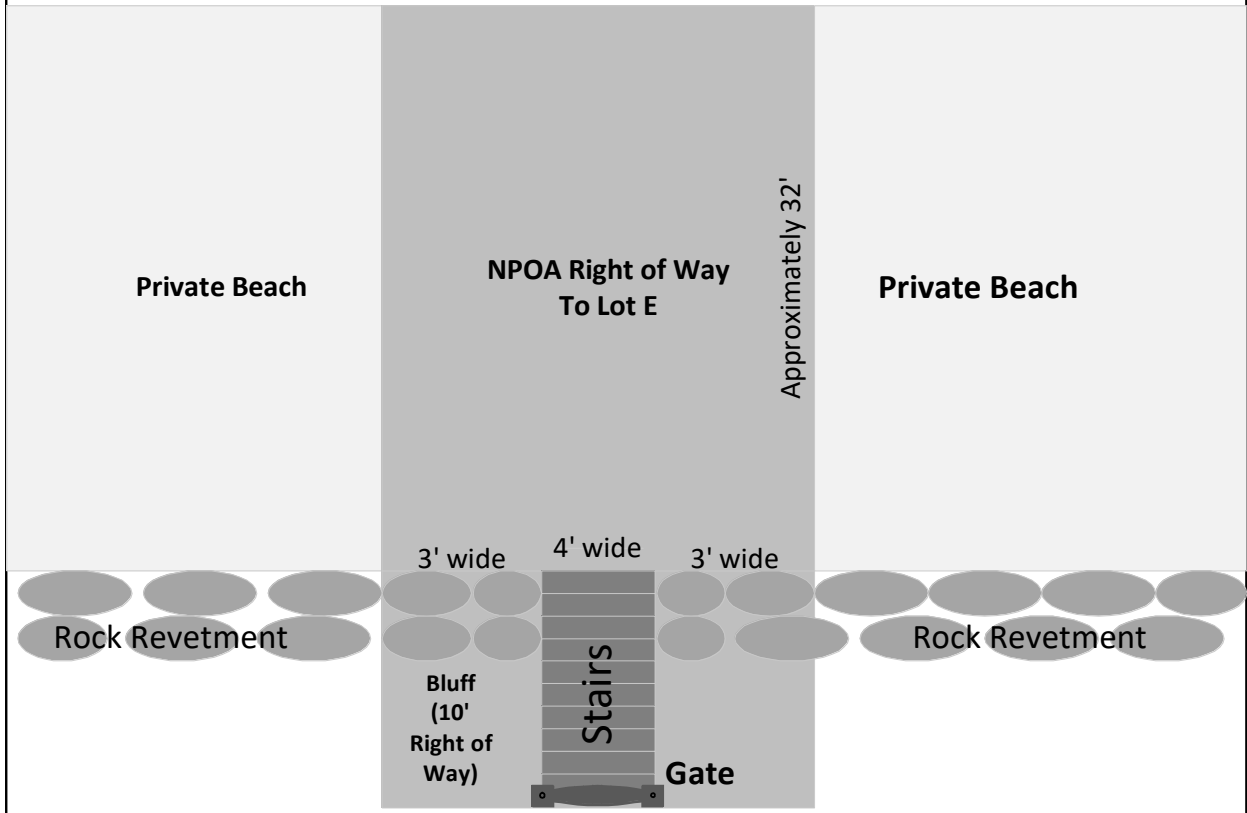 Private Beach
NPOA Right of Way
To Lot E
Approximately 32'
Private Beach
3' wide
4' wide
3' wide
Rock Revetment
Rock Revetment
Bluff
(10'
Right of
Way)
Stairs
Gate